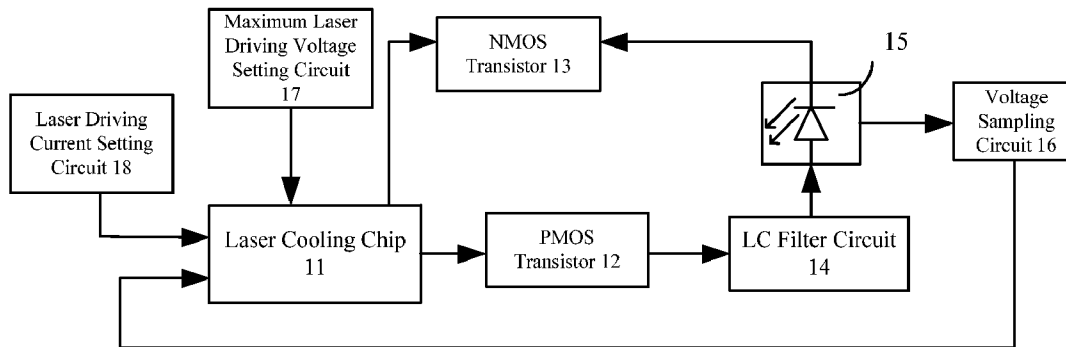 Maximum Laser
Driving Voltage
Setting Circuit
17
NMOS
Transistor 13
15
Voltage
Sampling
Circuit 16
Laser Driving
Current Setting
Circuit 18
Laser Cooling Chip
11
PMOS
Transistor 12
LC Filter Circuit
14